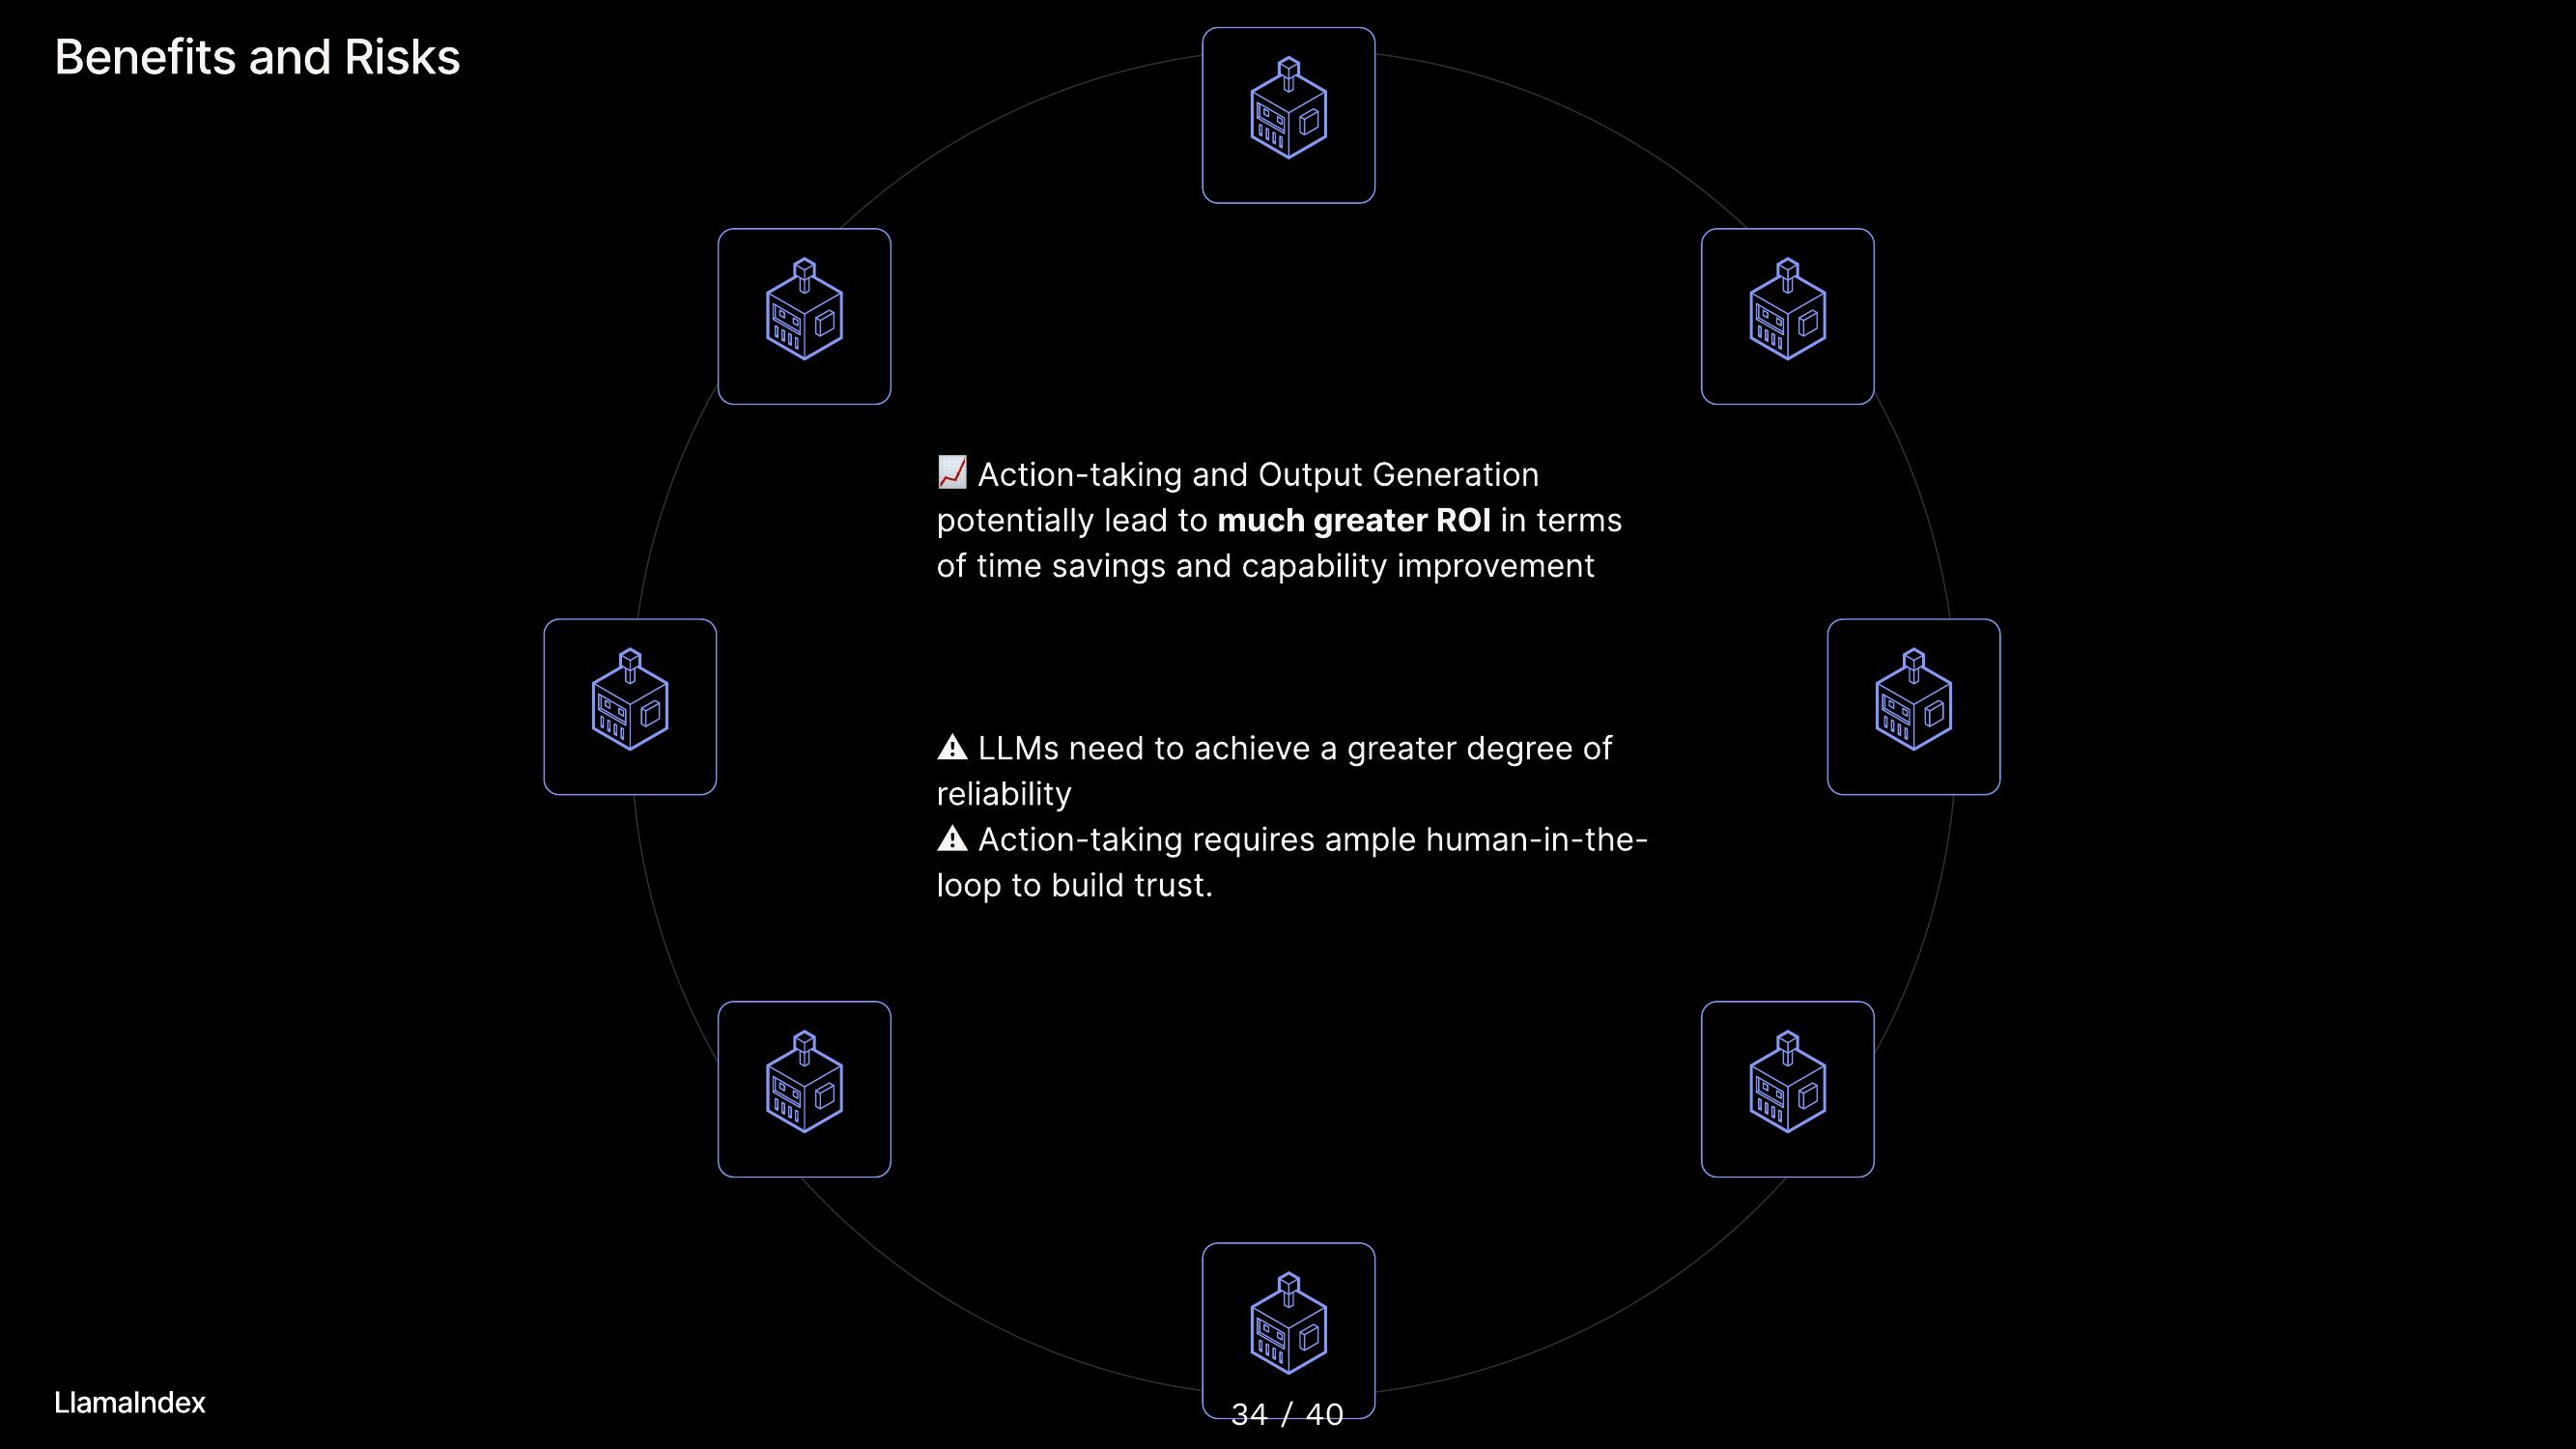 Benefits and Risks
📈 Action-taking and Output Generation
potentially lead to much greater ROI in terms
of time savings and capability improvement
⚠ LLMs need to achieve a greater degree of
reliability
⚠ Action-taking requires ample human-in-the-
loop to build trust.
LlamaIndex
34 / 40